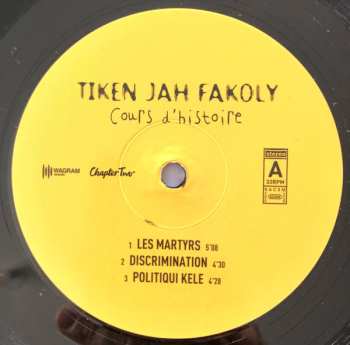 TIKEN JAH FAKOLY
Cours d'histoire
WAGRAM
Chapter Two
stereo
A
33RPM
SACEM
1 LES MARTYRS 5'08
2 DISCRIMINATION 4'30
3 POLITIQUI KELE 4'28